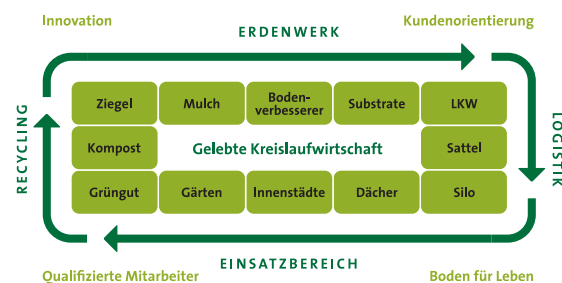 Innovation
Kundenorientierung
ERDENWERK
Ziegel
Mulch
Boden-
verbesserer
Substrate
LKW
RECYCLING
LOGISTIK
Kompost
Gelebte Kreislaufwirtschaft
Sattel
Grüngut
Gärten
Innenstädte
Dächer
Silo
EINSATZBEREICH
Qualifizierte Mitarbeiter
Boden für Leben